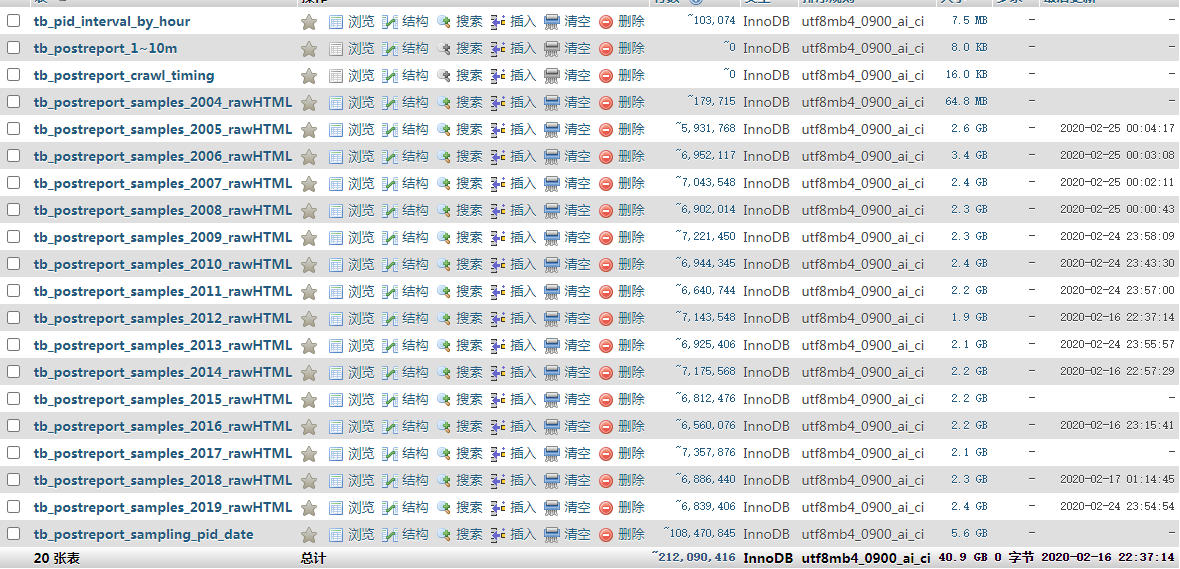 tb_pid_interval_by_hour 浏览 结构 搜索 插入 清空 删除 ~103,074 InnoDB utf8mb4_0900_ai_ci 7.5 MB – –
tb_postreport_1~10m 浏览 结构 搜索 插入 清空 删除 ~0 InnoDB utf8mb4_0900_ai_ci 8.0 KB – –
tb_postreport_crawl_timing 浏览 结构 搜索 插入 清空 删除 ~0 InnoDB utf8mb4_0900_ai_ci 16.0 KB – –
tb_postreport_samples_2004_rawHTML 浏览 结构 搜索 插入 清空 删除 ~179,715 InnoDB utf8mb4_0900_ai_ci 64.8 MB – –
tb_postreport_samples_2005_rawHTML 浏览 结构 搜索 插入 清空 删除 ~5,931,768 InnoDB utf8mb4_0900_ai_ci 2.6 GB – 2020-02-25 00:04:17
tb_postreport_samples_2006_rawHTML 浏览 结构 搜索 插入 清空 删除 ~6,952,117 InnoDB utf8mb4_0900_ai_ci 3.4 GB – 2020-02-25 00:03:08
tb_postreport_samples_2007_rawHTML 浏览 结构 搜索 插入 清空 删除 ~7,043,548 InnoDB utf8mb4_0900_ai_ci 2.4 GB – 2020-02-25 00:02:11
tb_postreport_samples_2008_rawHTML 浏览 结构 搜索 插入 清空 删除 ~6,902,014 InnoDB utf8mb4_0900_ai_ci 2.3 GB – 2020-02-25 00:00:43
tb_postreport_samples_2009_rawHTML 浏览 结构 搜索 插入 清空 删除 ~7,221,450 InnoDB utf8mb4_0900_ai_ci 2.3 GB – 2020-02-24 23:58:09
tb_postreport_samples_2010_rawHTML 浏览 结构 搜索 插入 清空 删除 ~6,944,345 InnoDB utf8mb4_0900_ai_ci 2.4 GB – 2020-02-24 23:43:30
tb_postreport_samples_2011_rawHTML 浏览 结构 搜索 插入 清空 删除 ~6,640,744 InnoDB utf8mb4_0900_ai_ci 2.2 GB – 2020-02-24 23:57:00
tb_postreport_samples_2012_rawHTML 浏览 结构 搜索 插入 清空 删除 ~7,143,548 InnoDB utf8mb4_0900_ai_ci 1.9 GB – 2020-02-16 22:37:14
tb_postreport_samples_2013_rawHTML 浏览 结构 搜索 插入 清空 删除 ~6,925,406 InnoDB utf8mb4_0900_ai_ci 2.1 GB – 2020-02-24 23:55:57
tb_postreport_samples_2014_rawHTML 浏览 结构 搜索 插入 清空 删除 ~7,175,568 InnoDB utf8mb4_0900_ai_ci 2.2 GB – 2020-02-16 22:57:29
tb_postreport_samples_2015_rawHTML 浏览 结构 搜索 插入 清空 删除 ~6,812,476 InnoDB utf8mb4_0900_ai_ci 2.2 GB – –
tb_postreport_samples_2016_rawHTML 浏览 结构 搜索 插入 清空 删除 ~6,560,076 InnoDB utf8mb4_0900_ai_ci 2.2 GB – 2020-02-16 23:15:41
tb_postreport_samples_2017_rawHTML 浏览 结构 搜索 插入 清空 删除 ~7,357,876 InnoDB utf8mb4_0900_ai_ci 2.1 GB – –
tb_postreport_samples_2018_rawHTML 浏览 结构 搜索 插入 清空 删除 ~6,886,440 InnoDB utf8mb4_0900_ai_ci 2.3 GB – 2020-02-17 01:14:45
tb_postreport_samples_2019_rawHTML 浏览 结构 搜索 插入 清空 删除 ~6,839,406 InnoDB utf8mb4_0900_ai_ci 2.4 GB – 2020-02-24 23:54:54
tb_postreport_sampling_pid_date 浏览 结构 搜索 插入 清空 删除 ~108,470,845 InnoDB utf8mb4_0900_ai_ci 5.6 GB – –
20 张表 总计 ~212,090,416 InnoDB utf8mb4_0900_ai_ci 40.9 GB 0 字节 2020-02-16 22:37:14